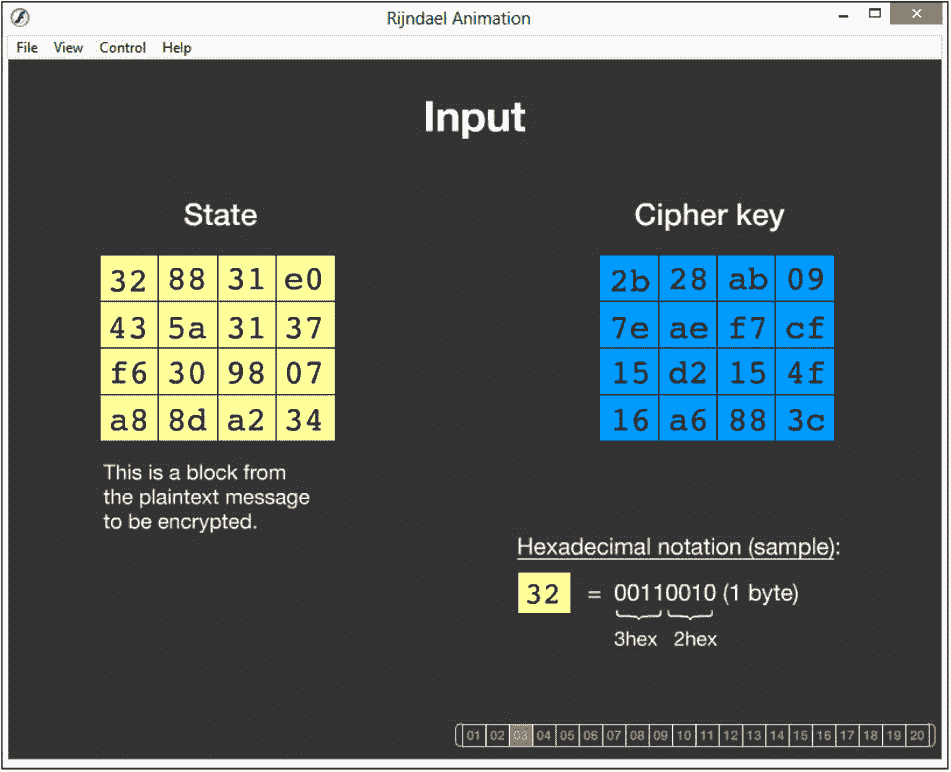 Rijndael Animation
File View Control Help
Input
State
32 88 31 e0
43 5a 31 37
f6 30 98 07
a8 8d a2 34
This is a block from
the plaintext message
to be encrypted.
Cipher key
2b 28 ab 09
7e ae f7 cf
15 d2 15 4f
16 a6 88 3c
Hexadecimal notation (sample):
32 = 00110010 (1 byte)
3hex 2hex
01 02 03 04 05 06 07 08 09 10 11 12 13 14 15 16 17 18 19 20